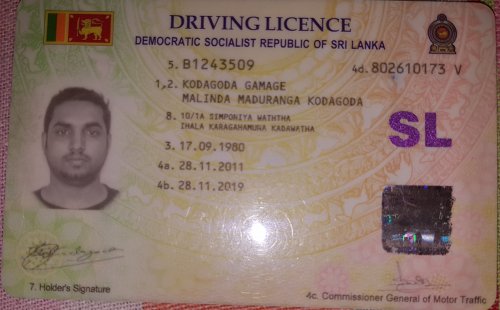 DRIVING LICENCE
DEMOCRATIC SOCIALIST REPUBLIC OF SRI LANKA
5. B1243509 4d. 802610173 V
1,2. KODAGODA GAMAGE
MALINDA MADURANGA KODAGODA
8. 10/1A SIMPONIYA WATHTHA
IHALA KARAGAHAMUNA KADAWATHA
SL
3. 17.09.1980
4a. 28.11.2011
4b. 28.11.2019
7. Holder's Signature
4c. Commissioner General of Motor Traffic